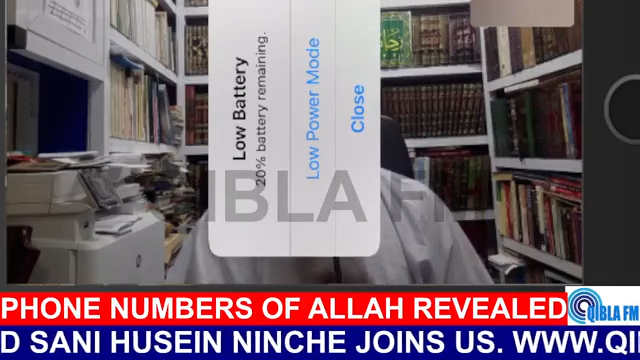 Low Battery
20% battery remaining.
Low Power Mode
Close
QIBLA FM
PHONE NUMBERS OF ALLAH REVEALED
QIBLA FM
D SANI HUSEIN NINCHE JOINS US. WWW.QI